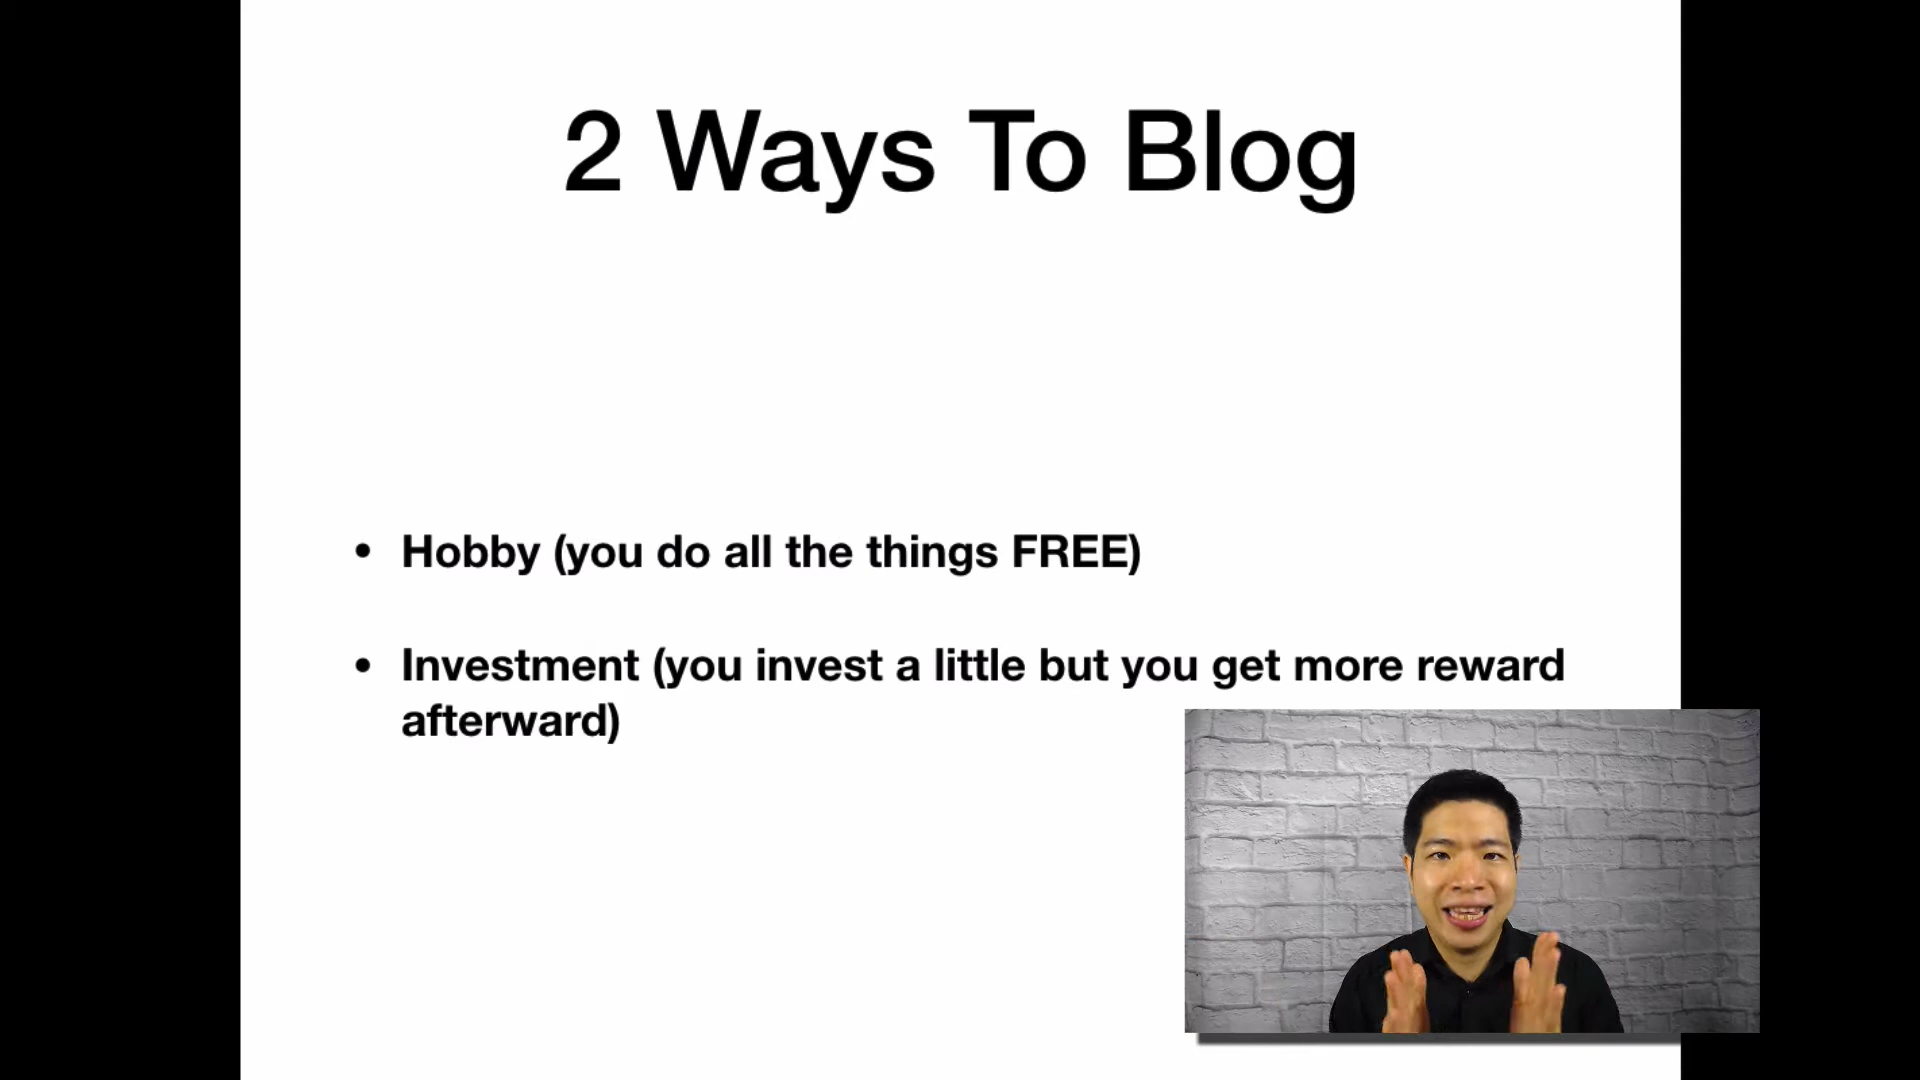 2 Ways To Blog
• Hobby (you do all the things FREE)
• Investment (you invest a little but you get more reward
afterward)